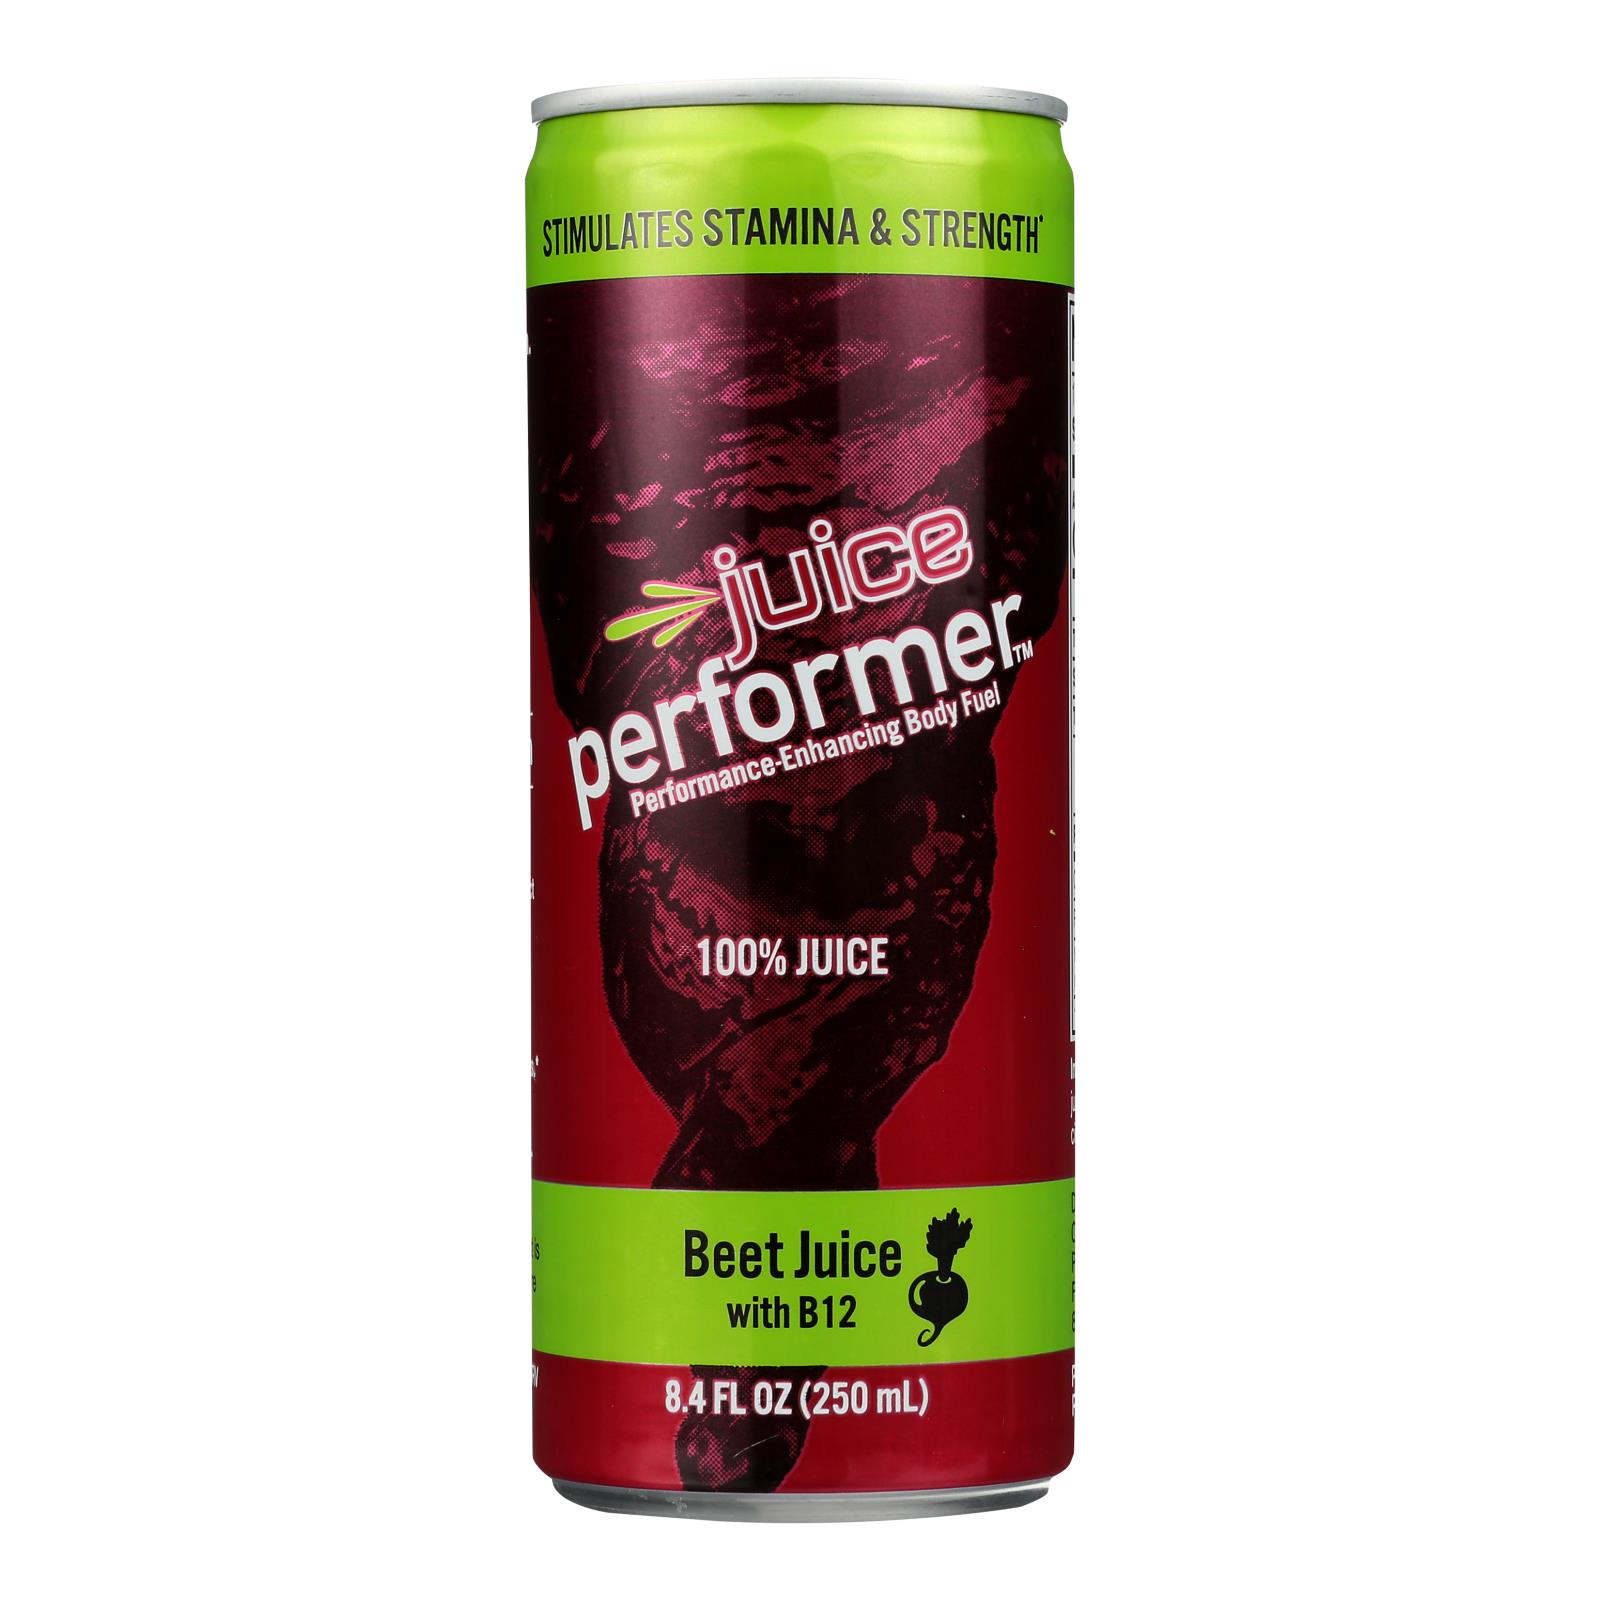 STIMULATES STAMINA & STRENGTH*
juice
performer™
Performance-Enhancing Body Fuel
100% JUICE
Beet Juice
with B12
8.4 FL OZ (250 mL)